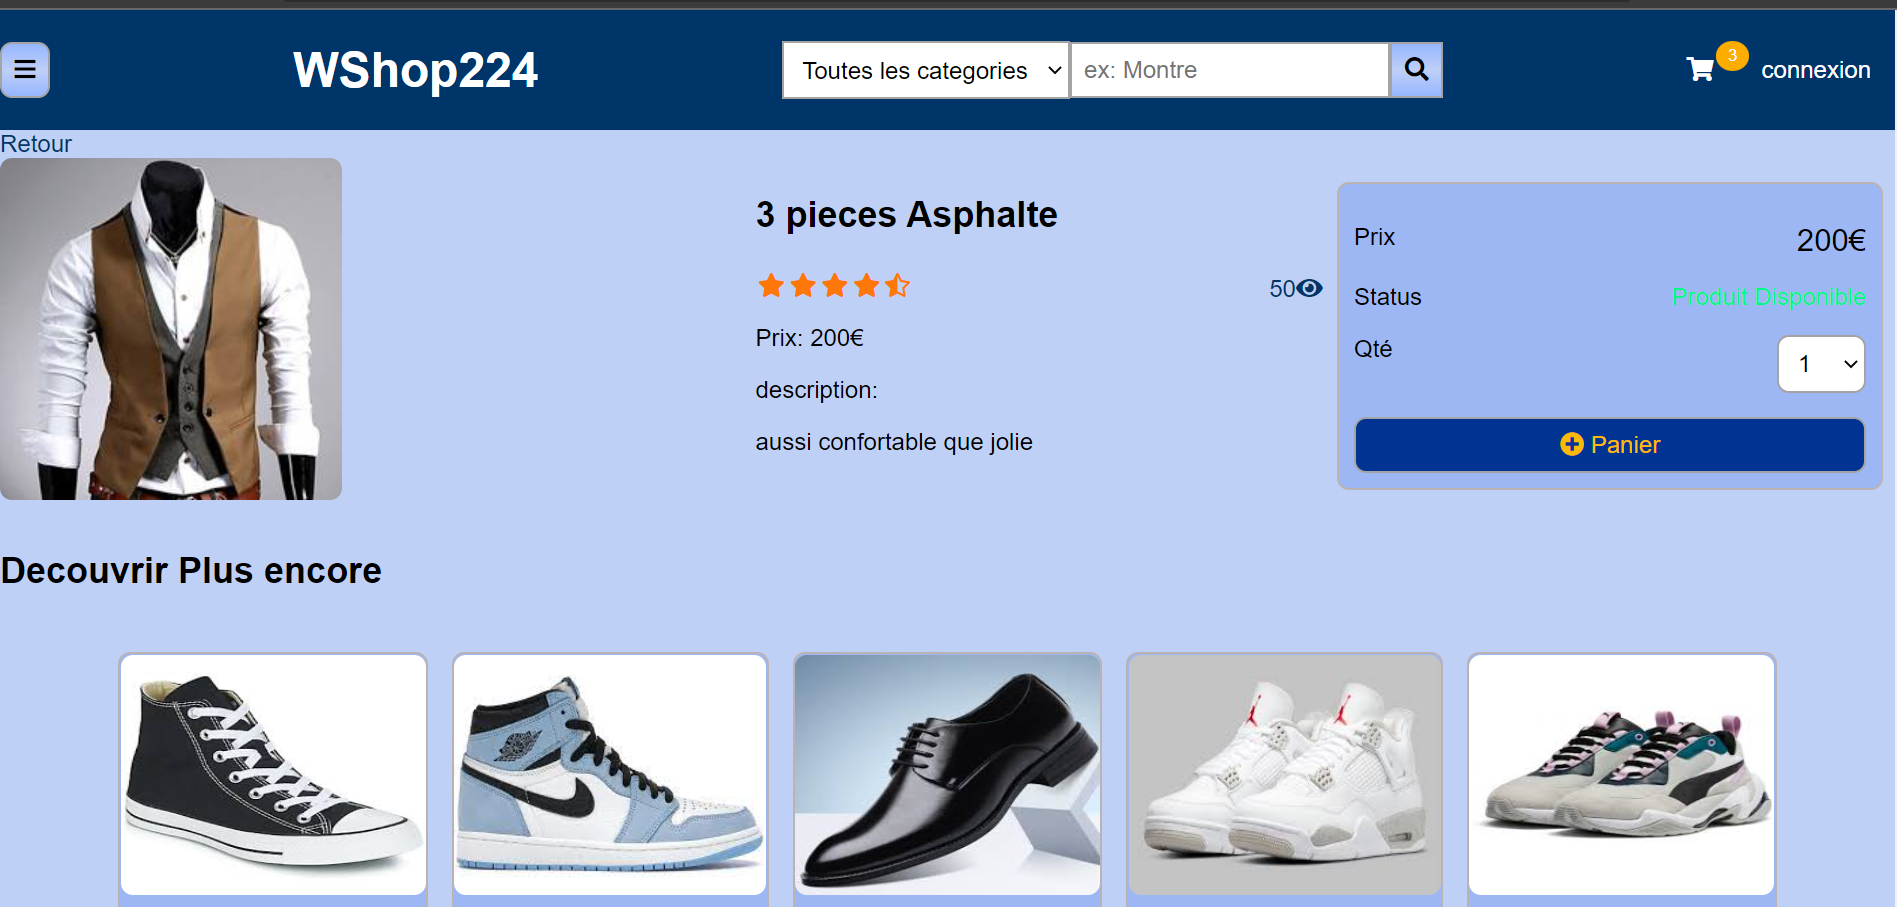 WShop224
Toutes les categories
ex: Montre
3
connexion
Retour
3 pieces Asphalte
50
Prix: 200€
description:
aussi confortable que jolie
Prix
200€
Status
Produit Disponible
Qté
1
Panier
Decouvrir Plus encore